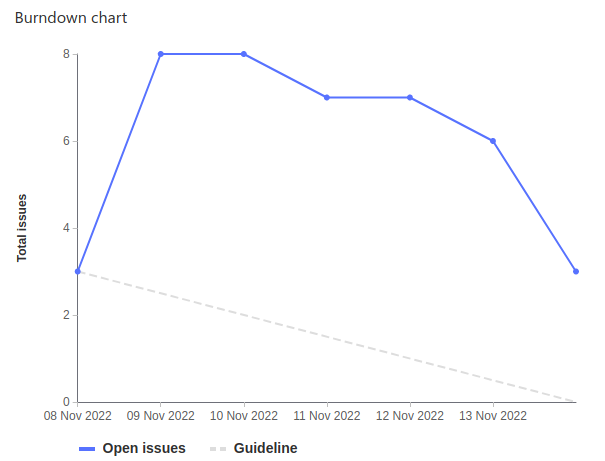 Burndown chart
8
6
4
2
0
Total issues
08 Nov 2022 09 Nov 2022 10 Nov 2022 11 Nov 2022 12 Nov 2022 13 Nov 2022
Open issues Guideline